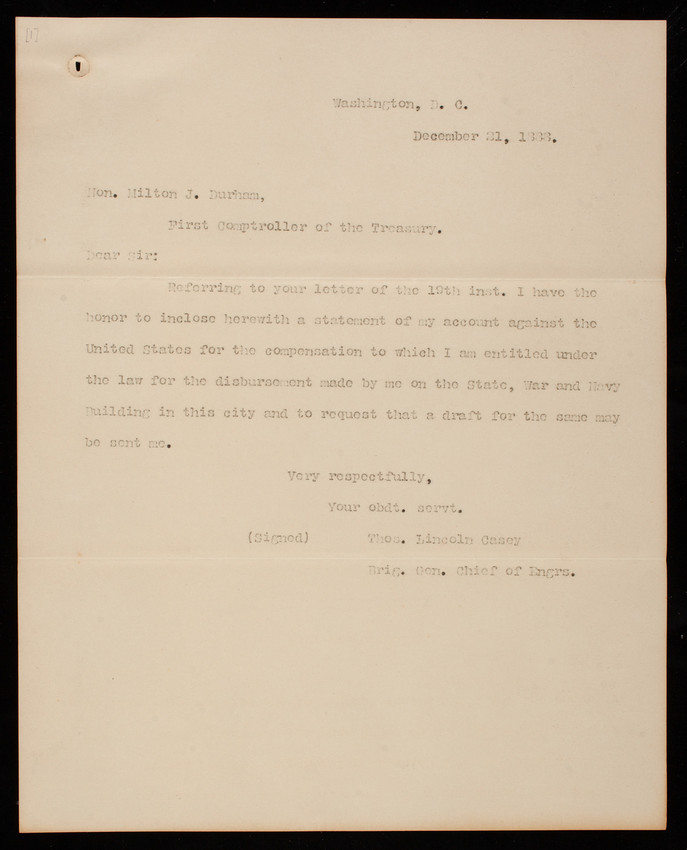 [1]
Washington, D. C.
December 21, 1888.
Hon. Milton J. Durham,
First Comptroller of the Treasury.
Dear Sir:
Referring to your letter of the 19th inst. I have the
honor to inclose herewith a statement of my account against the
United States for the compensation to which I am entitled under
the law for the disbursement made by me on the State, War and Navy
Building in this city and to request that a draft for the same may
be sent me.
Very respectfully,
Your obdt. servt.
(Signed) Thos. Lincoln Casey
Brig. Gen. Chief of Engrs.